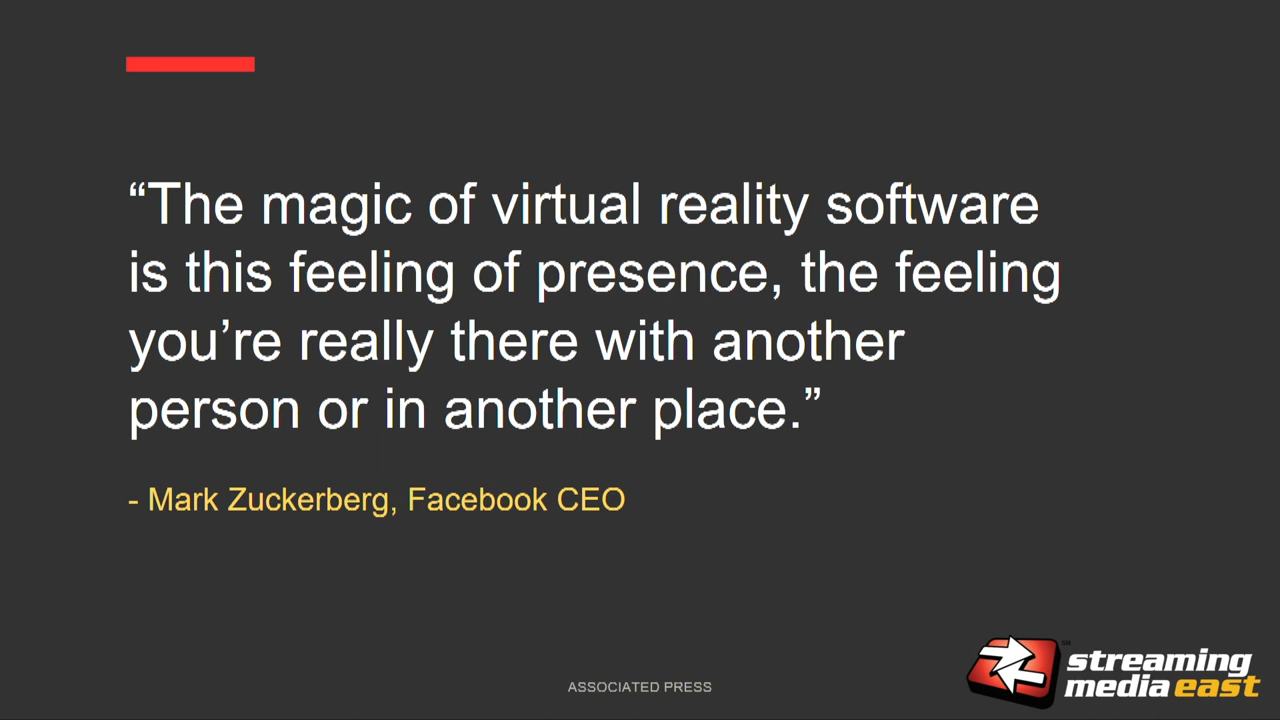 “The magic of virtual reality software
is this feeling of presence, the feeling
you’re really there with another
person or in another place.”
- Mark Zuckerberg, Facebook CEO
ASSOCIATED PRESS
streaming
media east